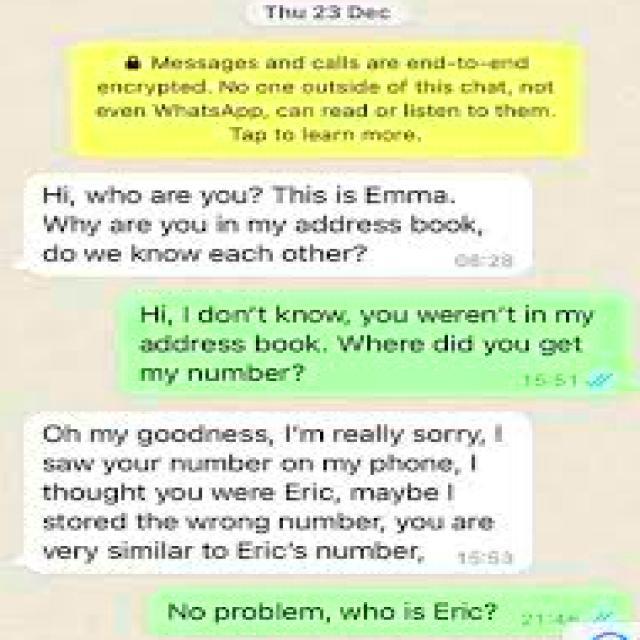 Thu 23 Dec
Messages and calls are end-to-end
encrypted. No one outside of this chat, not
even WhatsApp, can read or listen to them.
Tap to learn more.
Hi, who are you? This is Emma.
Why are you in my address book,
do we know each other?
08:28
Hi, I don't know, you weren't in my
address book. Where did you get
my number?
15:51
Oh my goodness, I'm really sorry, I
saw your number on my phone, I
thought you were Eric, maybe I
stored the wrong number, you are
very similar to Eric's number,
15:53
No problem, who is Eric?